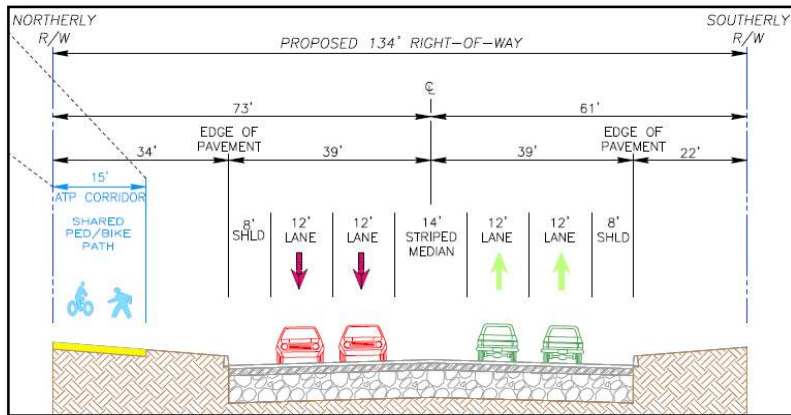 NORTHERLY
R/W
SOUTHERLY
R/W
PROPOSED 134' RIGHT-OF-WAY
℄
73'
61'
EDGE OF
PAVEMENT
EDGE OF
PAVEMENT
34'
39'
39'
22'
15'
ATP CORRIDOR
SHARED
PED/BIKE
PATH
8'
SHLD
12'
LANE
12'
LANE
14'
STRIPED
MEDIAN
12'
LANE
12'
LANE
8'
SHLD